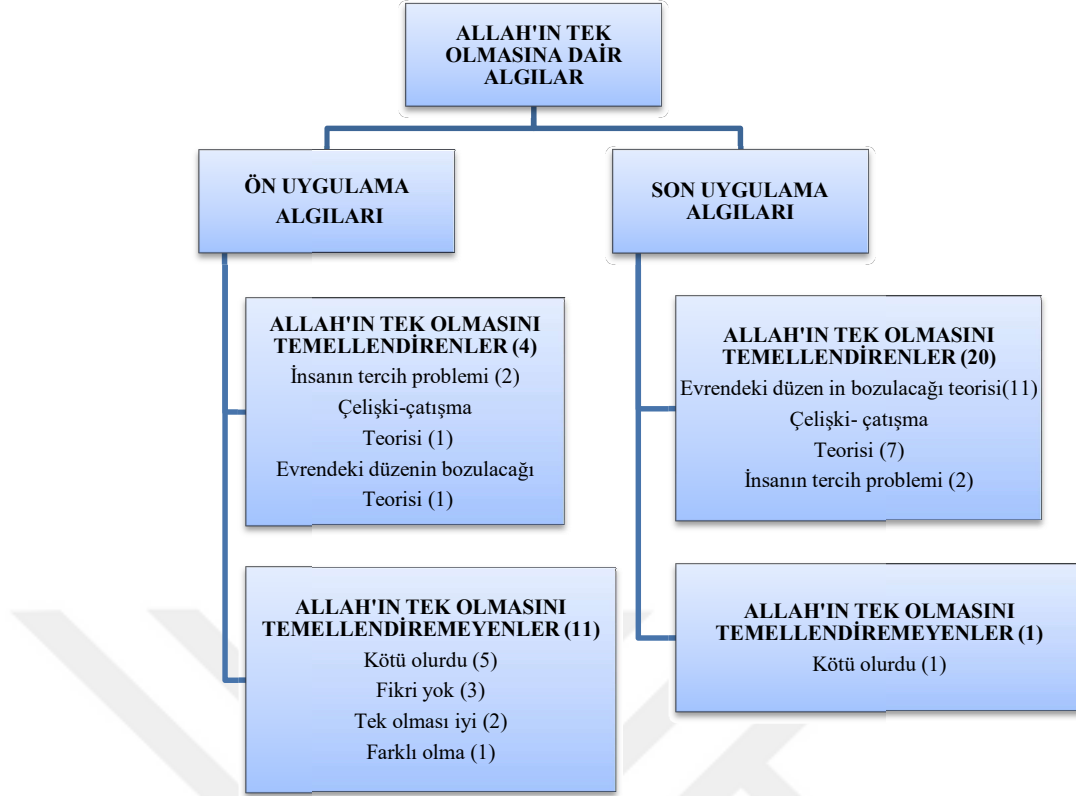 ALLAH'IN TEK
OLMASINA DAİR
ALGILAR
ÖN UYGULAMA
ALGILARI
ALLAH'IN TEK OLMASINI
TEMELLENDİRENLER (4)
İnsanın tercih problemi (2)
Çelişki-çatışma
Teorisi (1)
Evrendeki düzenin bozulacağı
Teorisi (1)
ALLAH'IN TEK OLMASINI
TEMELLENDİREMEYENLER (11)
Kötü olurdu (5)
Fikri yok (3)
Tek olması iyi (2)
Farklı olma (1)
SON UYGULAMA
ALGILARI
ALLAH'IN TEK OLMASINI
TEMELLENDİRENLER (20)
Evrendeki düzen in bozulacağı teorisi(11)
Çelişki- çatışma
Teorisi (7)
İnsanın tercih problemi (2)
ALLAH'IN TEK OLMASINI
TEMELLENDİREMEYENLER (1)
Kötü olurdu (1)